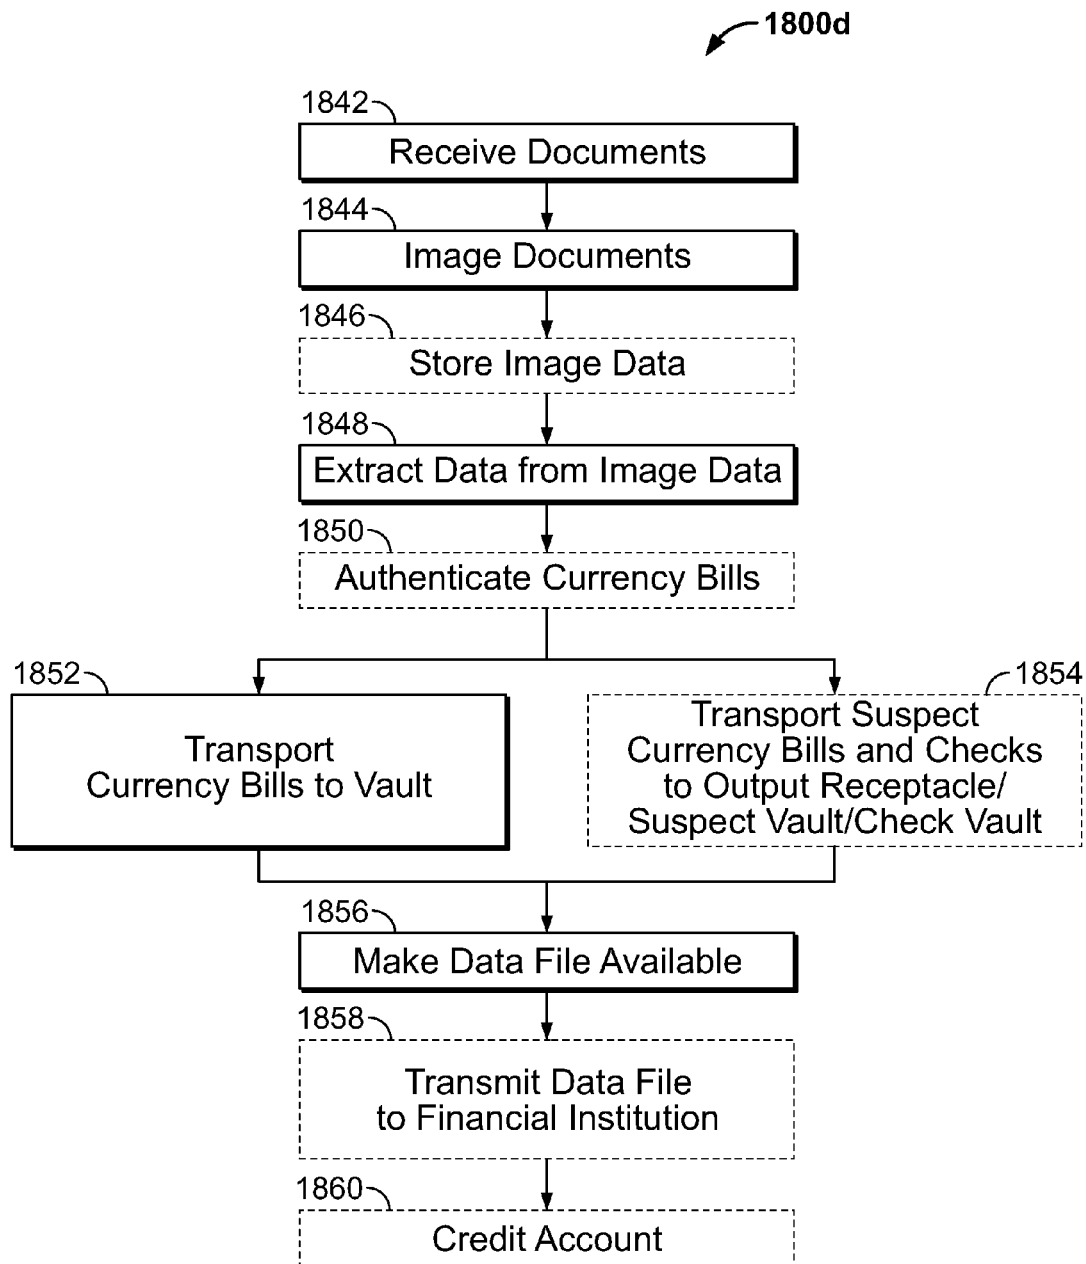 1800d
1842
Receive Documents
1844
Image Documents
1846
Store Image Data
1848
Extract Data from Image Data
1850
Authenticate Currency Bills
1852
Transport
Currency Bills to Vault
1854
Transport Suspect
Currency Bills and Checks
to Output Receptacle/
Suspect Vault/Check Vault
1856
Make Data File Available
1858
Transmit Data File
to Financial Institution
1860
Credit Account